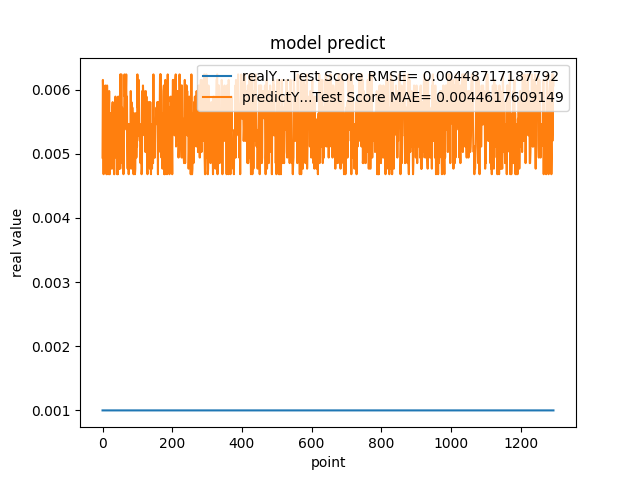 model predict
realY...Test Score RMSE= 0.00448717187792
predictY...Test Score MAE= 0.0044617609149
0.006
0.005
0.004
0.003
0.002
0.001
real value
0 200 400 600 800 1000 1200
point